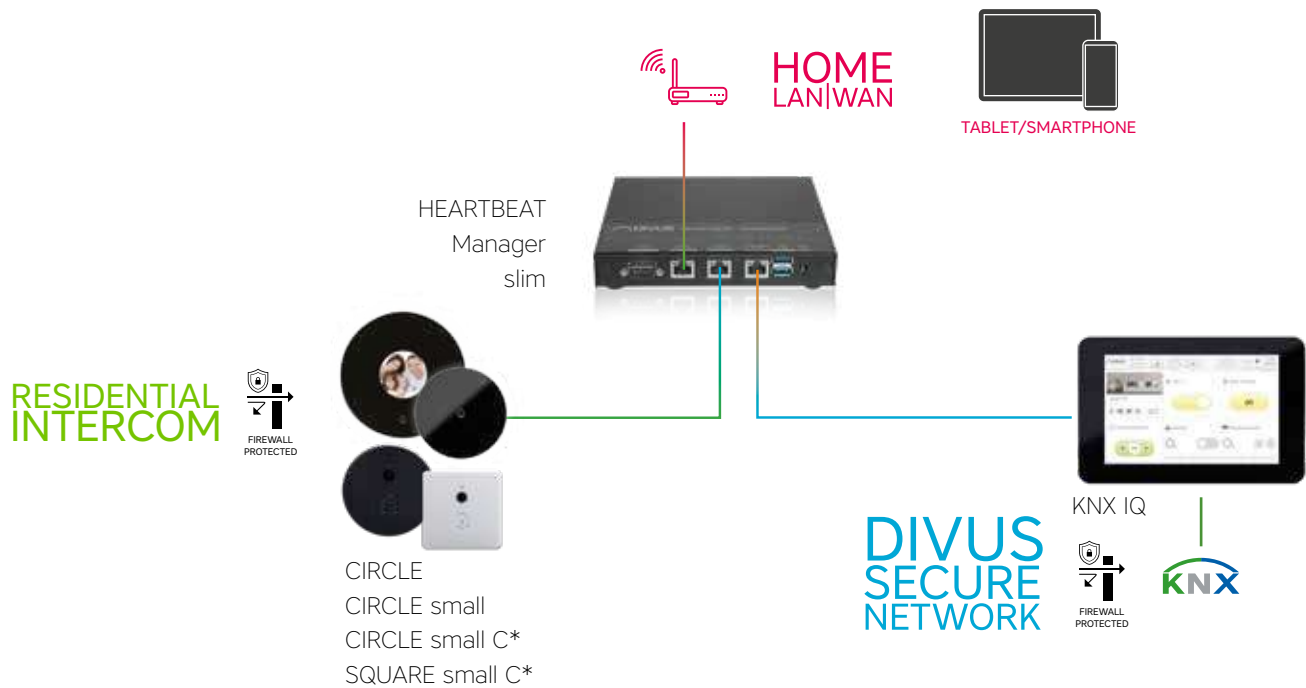 HOME
LAN|WAN
TABLET/SMARTPHONE
HEARTBEAT
Manager
slim
DIVUS
RESIDENTIAL
INTERCOM
FIREWALL
PROTECTED
CIRCLE
CIRCLE small
CIRCLE small C*
SQUARE small C*
KNX IQ
DIVUS
SECURE
NETWORK
FIREWALL
PROTECTED
KNX